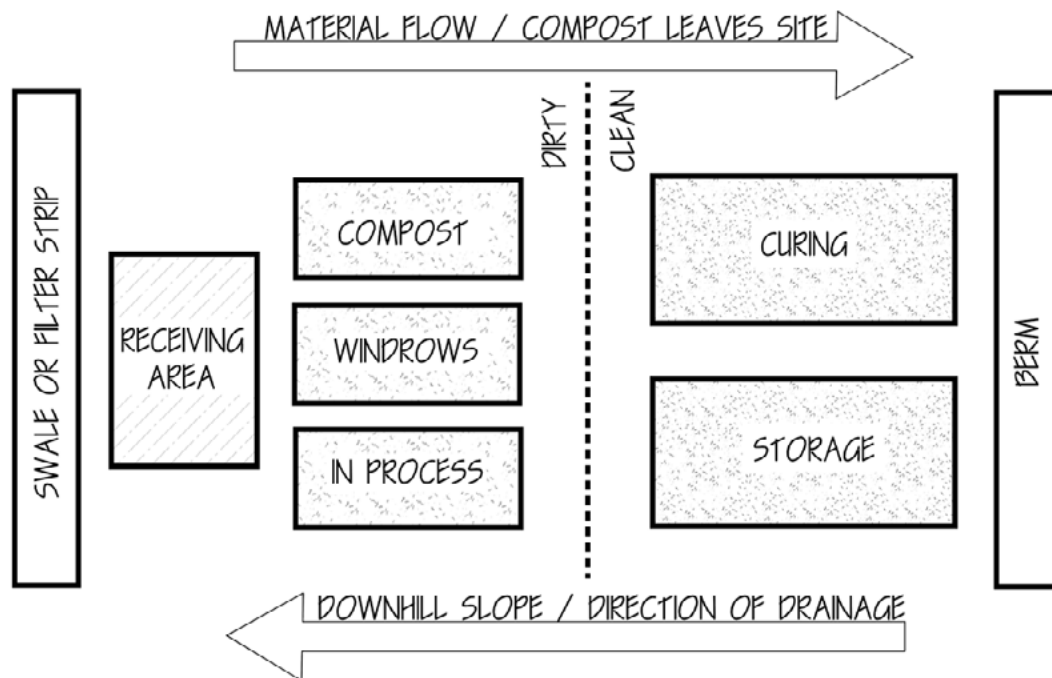 MATERIAL FLOW / COMPOST LEAVES SITE
SWALE OR FILTER STRIP
RECEIVING
AREA
COMPOST
WINDROWS
IN PROCESS
DIRTY
CLEAN
CURING
STORAGE
BERM
DOWNHILL SLOPE / DIRECTION OF DRAINAGE